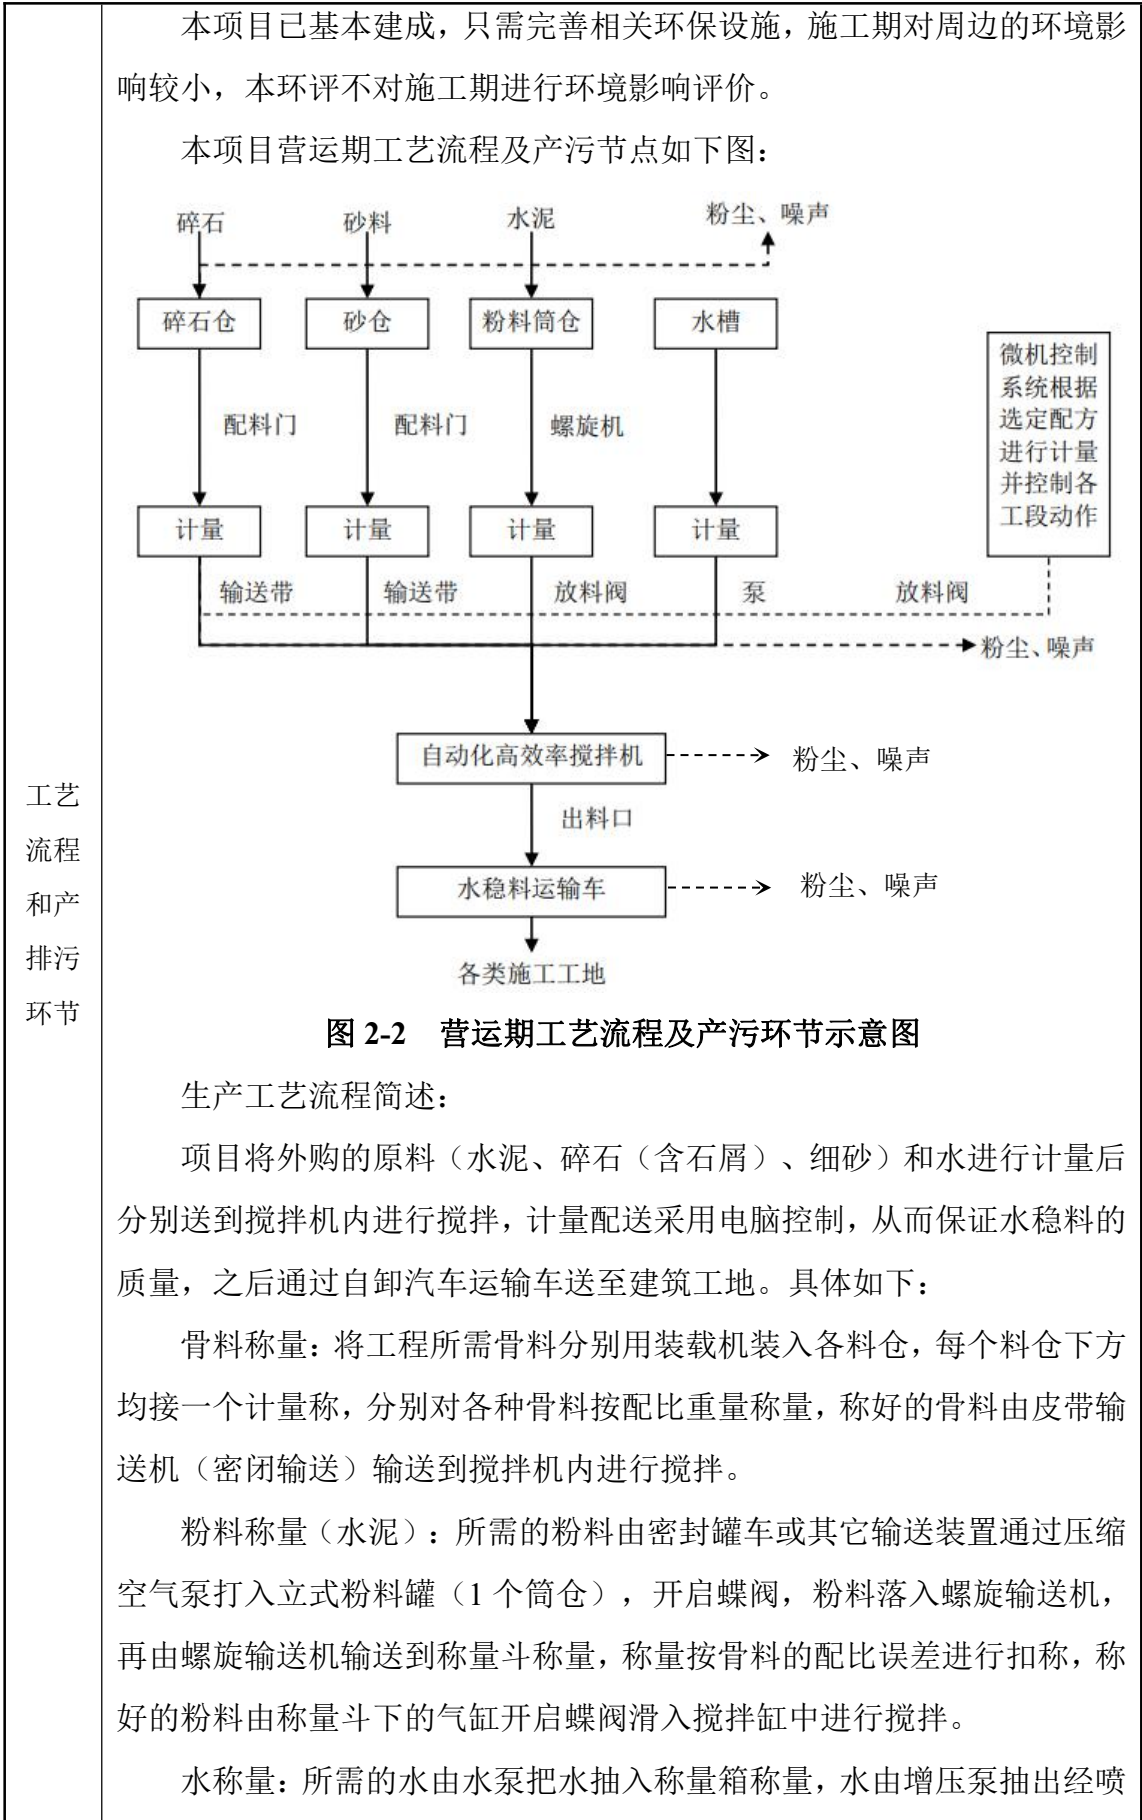 本项目已基本建成，只需完善相关环保设施，施工期对周边的环境影
响较小，本环评不对施工期进行环境影响评价。
本项目营运期工艺流程及产污节点如下图：
碎石 砂料 水泥 粉尘、噪声
碎石仓 砂仓 粉料筒仓 水槽
微机控制
系统根据
选定配方
进行计量
并控制各
工段动作
配料门 配料门 螺旋机
计量 计量 计量 计量
输送带 输送带 放料阀 泵 放料阀
粉尘、噪声
自动化高效率搅拌机 粉尘、噪声
出料口
水稳料运输车 粉尘、噪声
各类施工工地
工艺
流程
和产
排污
环节
图 2-2 营运期工艺流程及产污环节示意图
生产工艺流程简述：
项目将外购的原料（水泥、碎石（含石屑）、细砂）和水进行计量后
分别送到搅拌机内进行搅拌，计量配送采用电脑控制，从而保证水稳料的
质量，之后通过自卸汽车运输车送至建筑工地。具体如下：
骨料称量：将工程所需骨料分别用装载机装入各料仓，每个料仓下方
均接一个计量称，分别对各种骨料按配比重量称量，称好的骨料由皮带输
送机（密闭输送）输送到搅拌机内进行搅拌。
粉料称量（水泥）：所需的粉料由密封罐车或其它输送装置通过压缩
空气泵打入立式粉料罐（1 个筒仓），开启蝶阀，粉料落入螺旋输送机，
再由螺旋输送机输送到称量斗称量，称量按骨料的配比误差进行扣称，称
好的粉料由称量斗下的气缸开启蝶阀滑入搅拌缸中进行搅拌。
水称量：所需的水由水泵把水抽入称量箱称量，水由增压泵抽出经喷